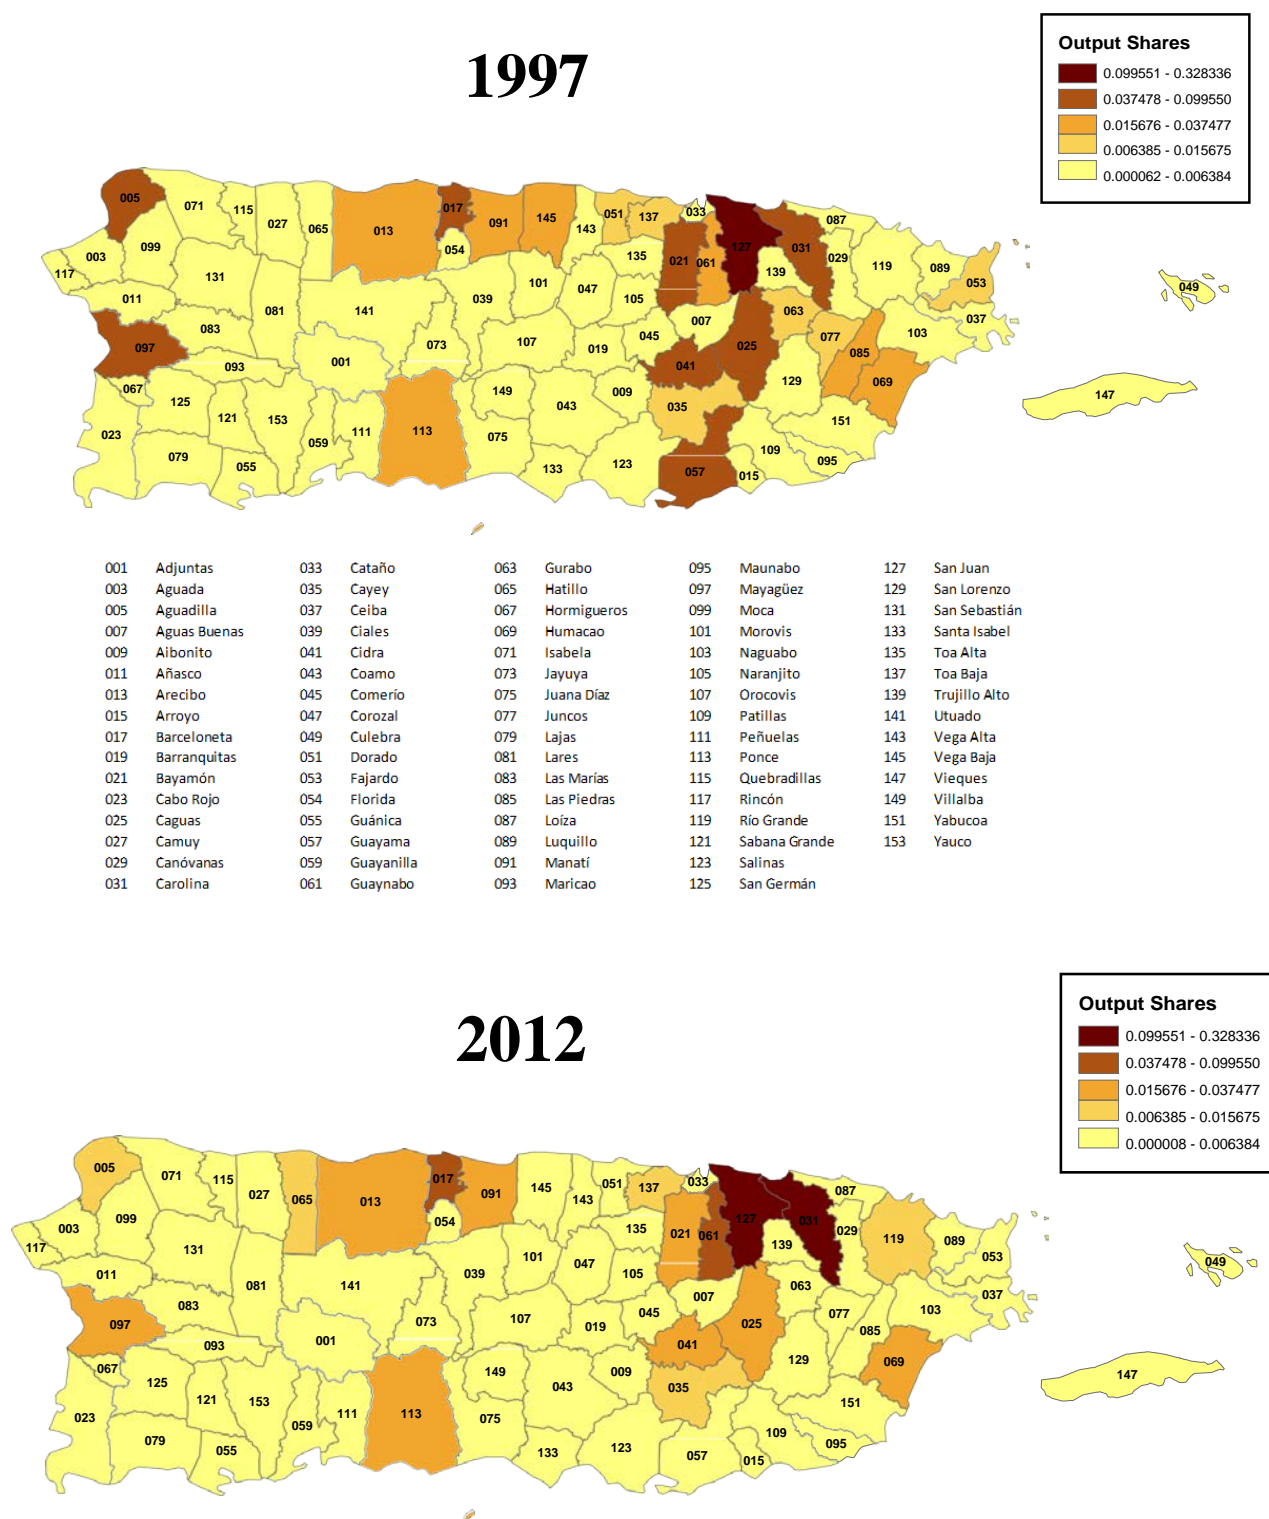 1997
Output Shares
0.099551 - 0.328336
0.037478 - 0.099550
0.015676 - 0.037477
0.006385 - 0.015675
0.000062 - 0.006384
005 071 115 027 065 013 017 091 145 143 051 137 033 127 031 087
117 003 099 131 054 135 021 061 139 029 119 089 053 049
011 083 081 141 039 101 047 105 007 063 077 103 037
097 093 001 073 107 019 045 041 025 085 069
067 125 121 153 149 043 009 035 129 151 147
023 079 055 059 111 113 075 133 123 057 015 109 095
001 Adjuntas 033 Cataño 063 Gurabo 095 Maunabo 127 San Juan
003 Aguada 035 Cayey 065 Hatillo 097 Mayagüez 129 San Lorenzo
005 Aguadilla 037 Ceiba 067 Hormigueros 099 Moca 131 San Sebastián
007 Aguas Buenas 039 Ciales 069 Humacao 101 Morovis 133 Santa Isabel
009 Aibonito 041 Cidra 071 Isabela 103 Naguabo 135 Toa Alta
011 Añasco 043 Coamo 073 Jayuya 105 Naranjito 137 Toa Baja
013 Arecibo 045 Comerío 075 Juana Díaz 107 Orocovis 139 Trujillo Alto
015 Arroyo 047 Corozal 077 Juncos 109 Patillas 141 Utuado
017 Barceloneta 049 Culebra 079 Lajas 111 Peñuelas 143 Vega Alta
019 Barranquitas 051 Dorado 081 Lares 113 Ponce 145 Vega Baja
021 Bayamón 053 Fajardo 083 Las Marías 115 Quebradillas 147 Vieques
023 Cabo Rojo 054 Florida 085 Las Piedras 117 Rincón 149 Villalba
025 Caguas 055 Guánica 087 Loíza 119 Río Grande 151 Yabucoa
027 Camuy 057 Guayama 089 Luquillo 121 Sabana Grande 153 Yauco
029 Canóvanas 059 Guayanilla 091 Manatí 123 Salinas
031 Carolina 061 Guaynabo 093 Maricao 125 San Germán
2012
Output Shares
0.099551 - 0.328336
0.037478 - 0.099550
0.015676 - 0.037477
0.006385 - 0.015675
0.000008 - 0.006384
005 071 115 027 065 013 017 091 145 143 051 137 033 127 031 087
117 003 099 131 054 135 021 061 139 029 119 089 053 049
011 083 081 141 039 101 047 105 007 063 077 103 037
097 093 001 073 107 019 045 041 025 085 069
067 125 121 153 149 043 009 035 129 151 147
023 079 055 059 111 113 075 133 123 057 015 109 095